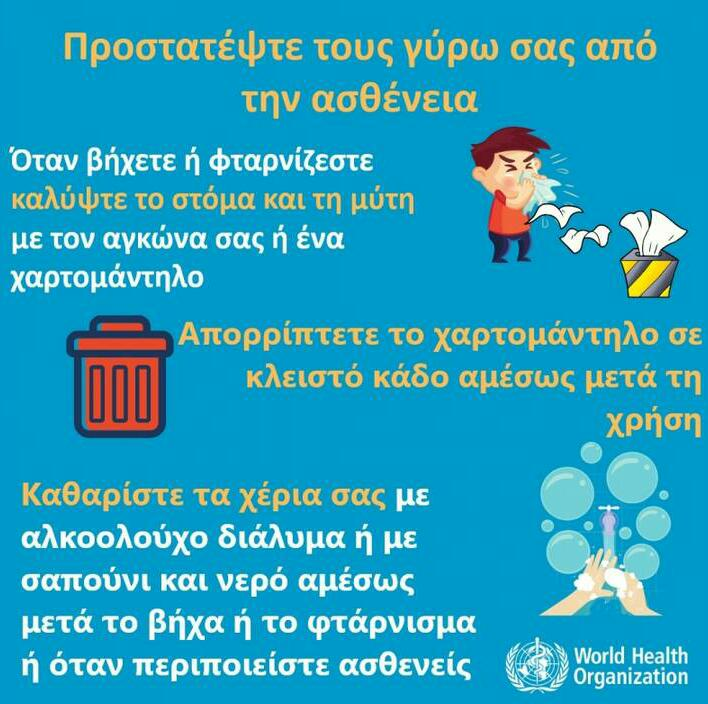 Προστατέψτε τους γύρω σας από
την ασθένεια
Όταν βήχετε ή φταρνίζεστε
καλύψτε το στόμα και τη μύτη
με τον αγκώνα σας ή ένα
χαρτομάντηλο
Απορρίπτετε το χαρτομάντηλο σε
κλειστό κάδο αμέσως μετά τη
χρήση
Καθαρίστε τα χέρια σας με
αλκοολούχο διάλυμα ή με
σαπούνι και νερό αμέσως
μετά το βήχα ή το φτάρνισμα
ή όταν περιποιείστε ασθενείς
World Health
Organization